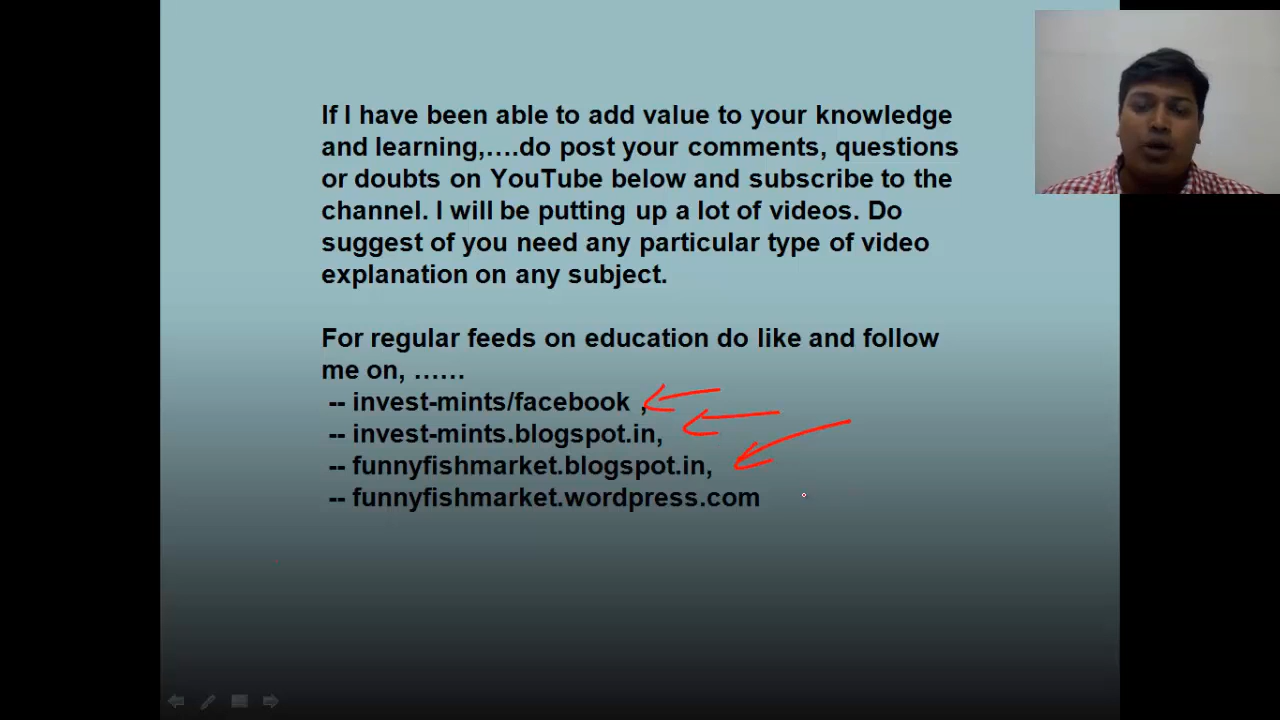 If I have been able to add value to your knowledge
and learning,….do post your comments, questions
or doubts on YouTube below and subscribe to the
channel. I will be putting up a lot of videos. Do
suggest of you need any particular type of video
explanation on any subject.
For regular feeds on education do like and follow
me on, ……
-- invest-mints/facebook ,
-- invest-mints.blogspot.in,
-- funnyfishmarket.blogspot.in,
-- funnyfishmarket.wordpress.com